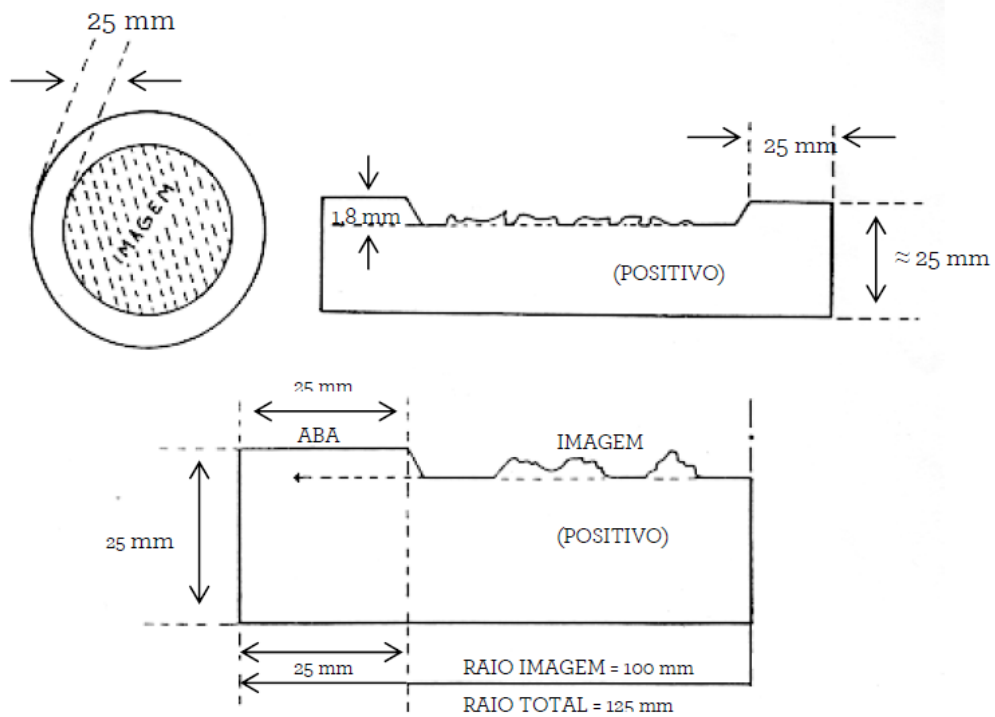 25 mm
IMAGEM
1.8 mm
25 mm
(POSITIVO)
≈ 25 mm
25 mm
ABA
IMAGEM
25 mm
(POSITIVO)
25 mm
RAIO IMAGEM = 100 mm
RAIO TOTAL = 125 mm